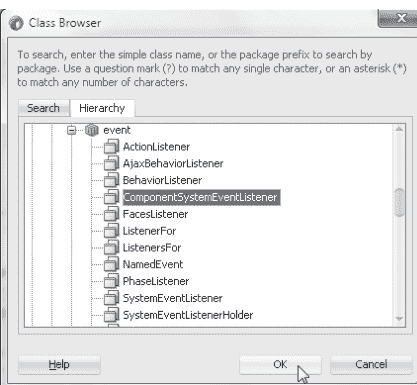 Class Browser
To search, enter the simple class name, or the package prefix to search by
package. Use a question mark (?) to match any single character, or an asterisk (*)
to match any number of characters.
Search Hierarchy
event
ActionListener
AjaxBehaviorListener
BehaviorListener
ComponentSystemEventListener
FacesListener
ListenerFor
ListenersFor
NamedEvent
PhaseListener
SystemEventListener
SystemEventListenerHolder
Help OK Cancel